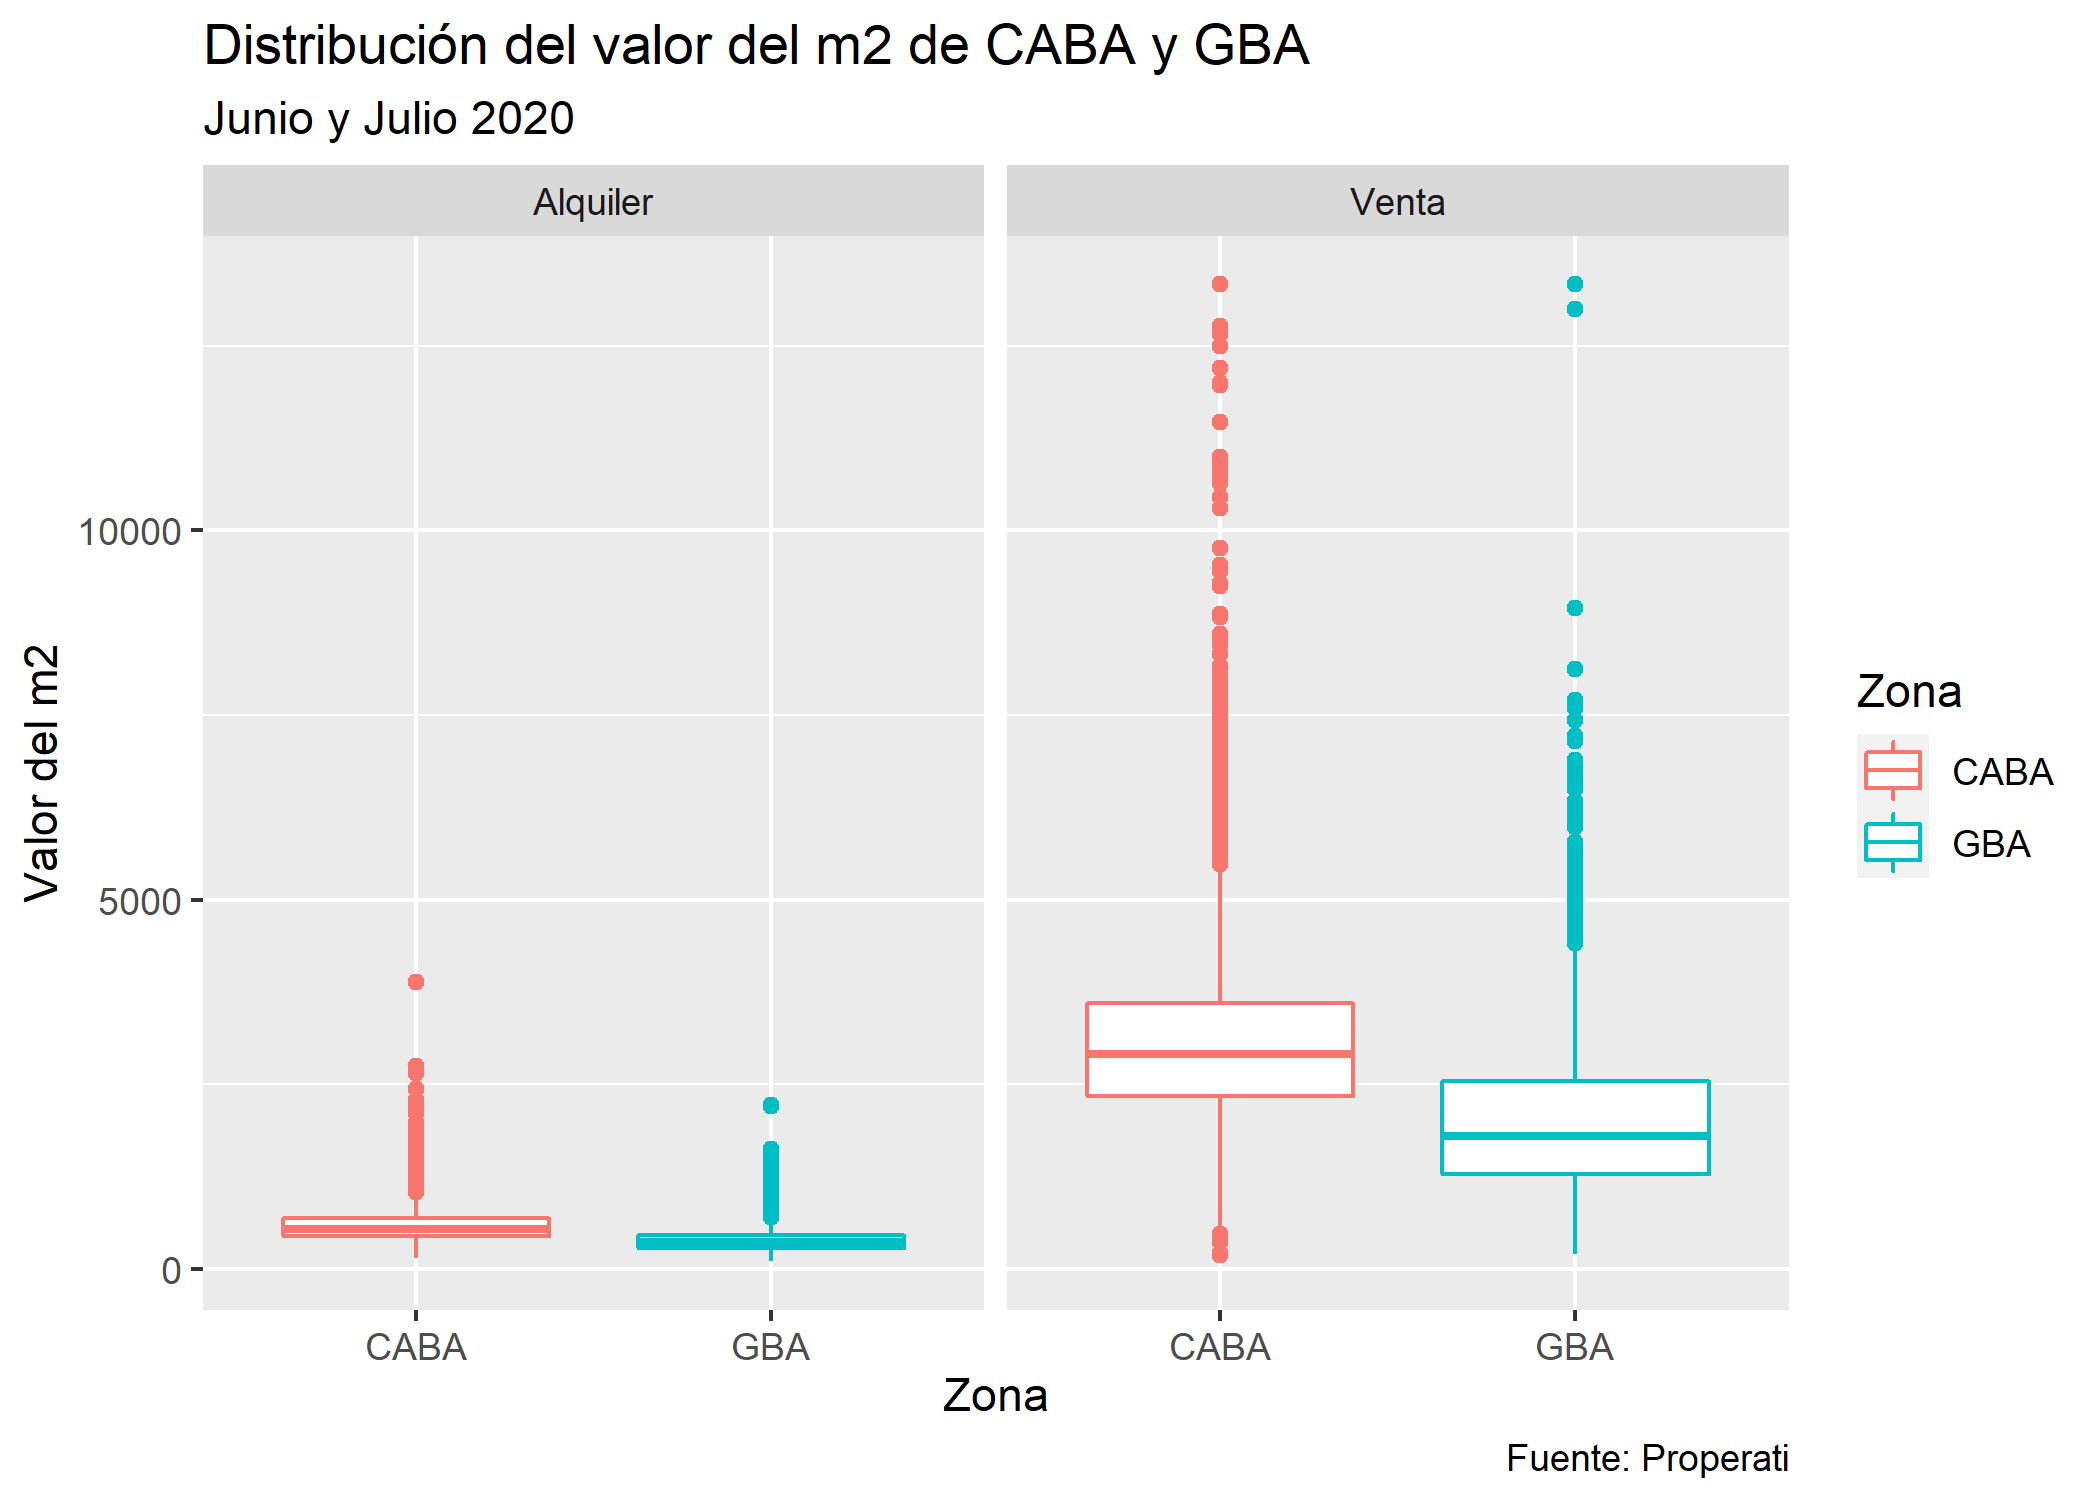 Distribución del valor del m2 de CABA y GBA
Junio y Julio 2020
Alquiler
Venta
Valor del m2
10000
5000
0
CABA
GBA
CABA
GBA
Zona
Zona
CABA
GBA
Fuente: Properati